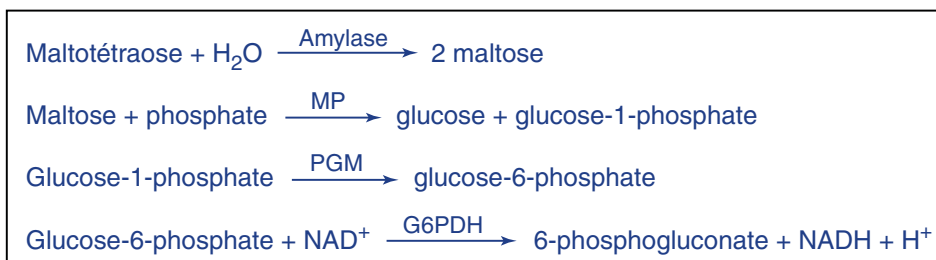 Maltotétraose + H₂O Amylase→ 2 maltose
Maltose + phosphate MP→ glucose + glucose-1-phosphate
Glucose-1-phosphate PGM→ glucose-6-phosphate
Glucose-6-phosphate + NAD⁺ G6PDH→ 6-phosphogluconate + NADH + H⁺